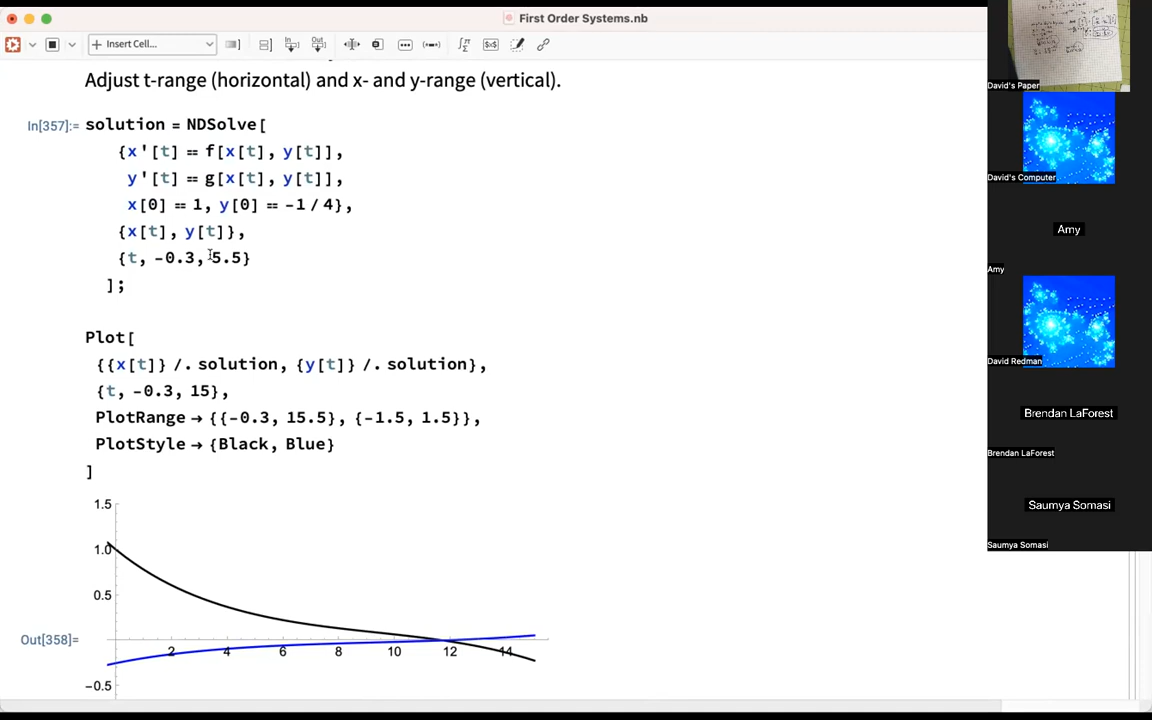 First Order Systems.nb
Insert Cell...
Adjust t-range (horizontal) and x- and y-range (vertical).
In[357]:= solution = NDSolve[
{x'[t] == f[x[t], y[t]],
y'[t] == g[x[t], y[t]],
x[0] == 1, y[0] == -1 / 4},
{x[t], y[t]},
{t, -0.3, 5.5}
];
Plot[
{{x[t]} /. solution, {y[t]} /. solution},
{t, -0.3, 15},
PlotRange → {{-0.3, 15.5}, {-1.5, 1.5}},
PlotStyle → {Black, Blue}
]
1.5
1.0
0.5
Out[358]=
2 4 6 8 10 12 14
-0.5
David's Paper
David's Computer
Amy
Amy
David Redman
Brendan LaForest
Brendan LaForest
Saumya Somasi
Saumya Somasi